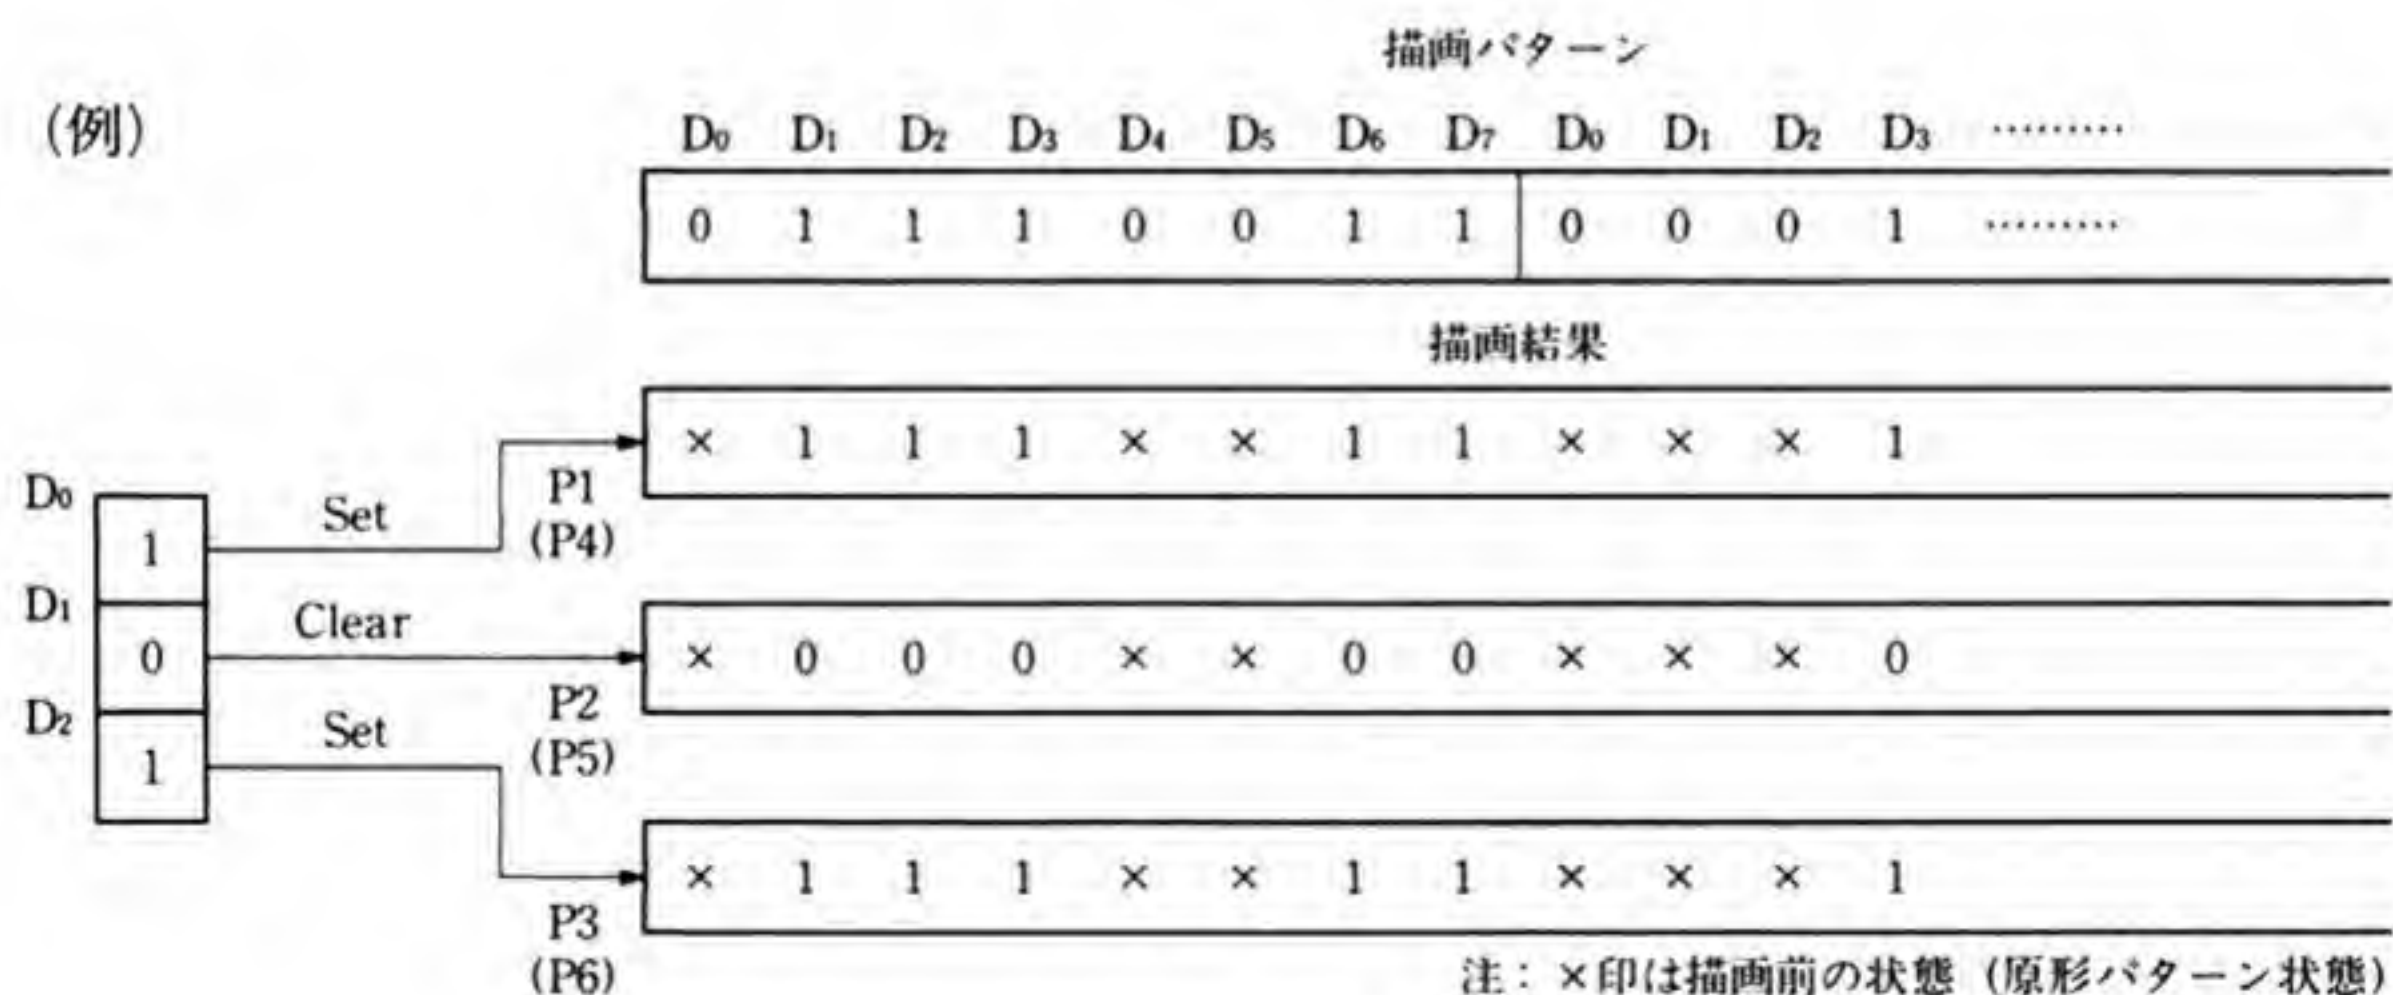 描画パターン
(例)
D₀ D₁ D₂ D₃ D₄ D₅ D₆ D₇ D₀ D₁ D₂ D₃ ………
0 1 1 1 0 0 1 1 0 0 0 1 ………
描画結果
× 1 1 1 × × 1 1 × × × 1
D₀ Set P1
1 (P4)
D₁ Clear
0 × 0 0 0 × × 0 0 × × × 0
D₂ Set P2
1 (P5)
× 1 1 1 × × 1 1 × × × 1
P3
(P6)
注：×印は描画前の状態（原形パターン状態）